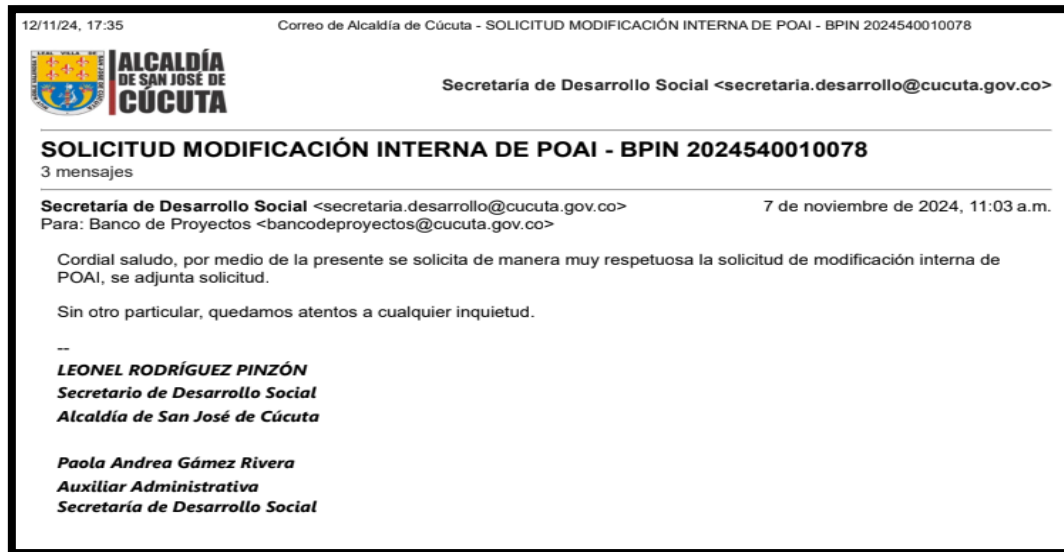 12/11/24, 17:35 Correo de Alcaldía de Cúcuta - SOLICITUD MODIFICACIÓN INTERNA DE POAI - BPIN 2024540010078
ALCALDÍA
DE SAN JOSÉ DE
CÚCUTA
Secretaría de Desarrollo Social <secretaria.desarrollo@cucuta.gov.co>
SOLICITUD MODIFICACIÓN INTERNA DE POAI - BPIN 2024540010078
3 mensajes
Secretaría de Desarrollo Social <secretaria.desarrollo@cucuta.gov.co> 7 de noviembre de 2024, 11:03 a.m.
Para: Banco de Proyectos <bancodeproyectos@cucuta.gov.co>
Cordial saludo, por medio de la presente se solicita de manera muy respetuosa la solicitud de modificación interna de
POAI, se adjunta solicitud.
Sin otro particular, quedamos atentos a cualquier inquietud.
--
LEONEL RODRÍGUEZ PINZÓN
Secretario de Desarrollo Social
Alcaldía de San José de Cúcuta
Paola Andrea Gámez Rivera
Auxiliar Administrativa
Secretaría de Desarrollo Social